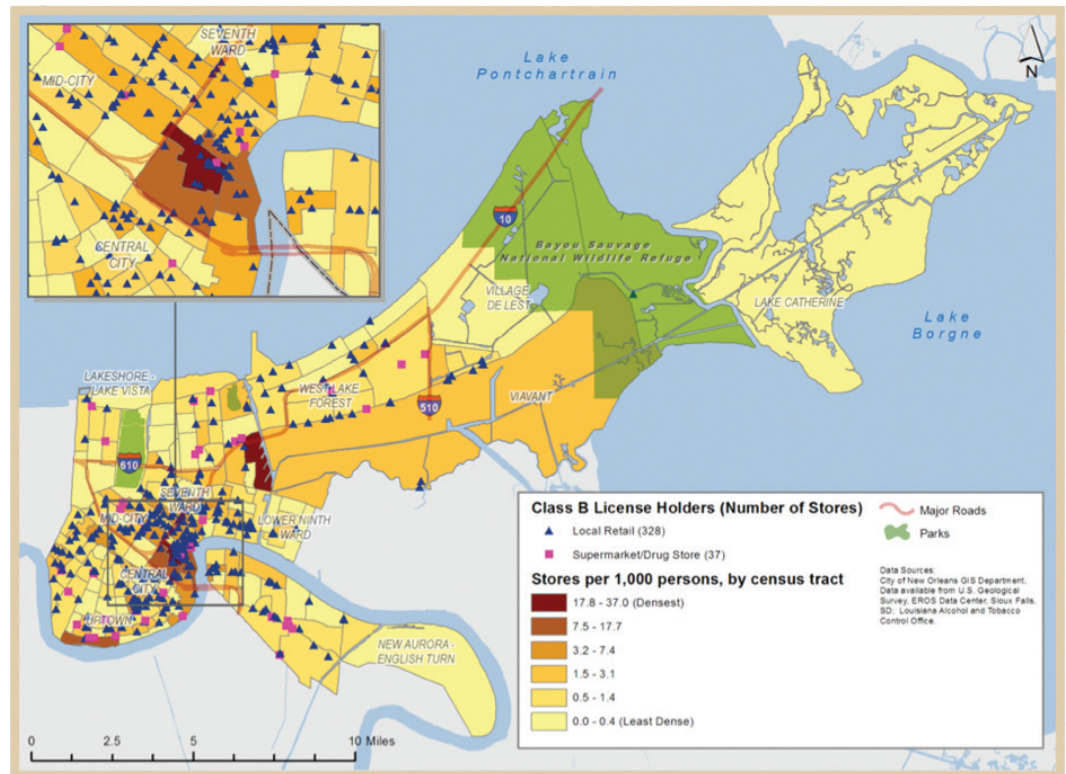 SEVENTH
WARD
MID-CITY
CENTRAL
CITY
Lake
Pontchartrain
N
10
Bayou Sauvage
National Wildlife Refuge
VILLAGE
DE LEST
LAKE CATHERINE
Lake
Borgne
LAKESHORE -
LAKE VISTA
WEST LAKE
FOREST
VIAVANT
510
610
SEVENTH
WARD
MID-CITY
LOWER NINTH
WARD
CENTRAL
CITY
UPTOWN
NEW AURORA-
ENGLISH TURN
0 2.5 5 10 Miles
Class B License Holders (Number of Stores)
Local Retail (328)
Supermarket/Drug Store (37)
Major Roads
Parks
Stores per 1,000 persons, by census tract
17.8 - 37.0 (Densest)
7.5 - 17.7
3.2 - 7.4
1.5 - 3.1
0.5 - 1.4
0.0 - 0.4 (Least Dense)
Data Sources:
City of New Orleans GIS Department,
Data available from U.S. Geological
Survey, EROS Data Center, Sioux Falls,
SD; Louisiana Alcohol and Tobacco
Control Office.